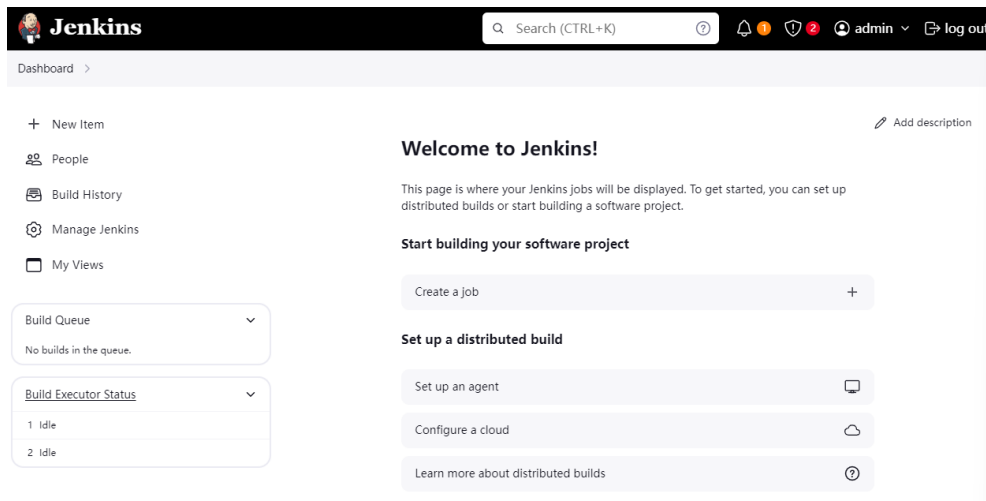 Jenkins
Search (CTRL+K)
1
2
admin
log out
Dashboard
New Item
People
Build History
Manage Jenkins
My Views
Build Queue
No builds in the queue.
Build Executor Status
1 Idle
2 Idle
Add description
Welcome to Jenkins!
This page is where your Jenkins jobs will be displayed. To get started, you can set up
distributed builds or start building a software project.
Start building your software project
Create a job
Set up a distributed build
Set up an agent
Configure a cloud
Learn more about distributed builds